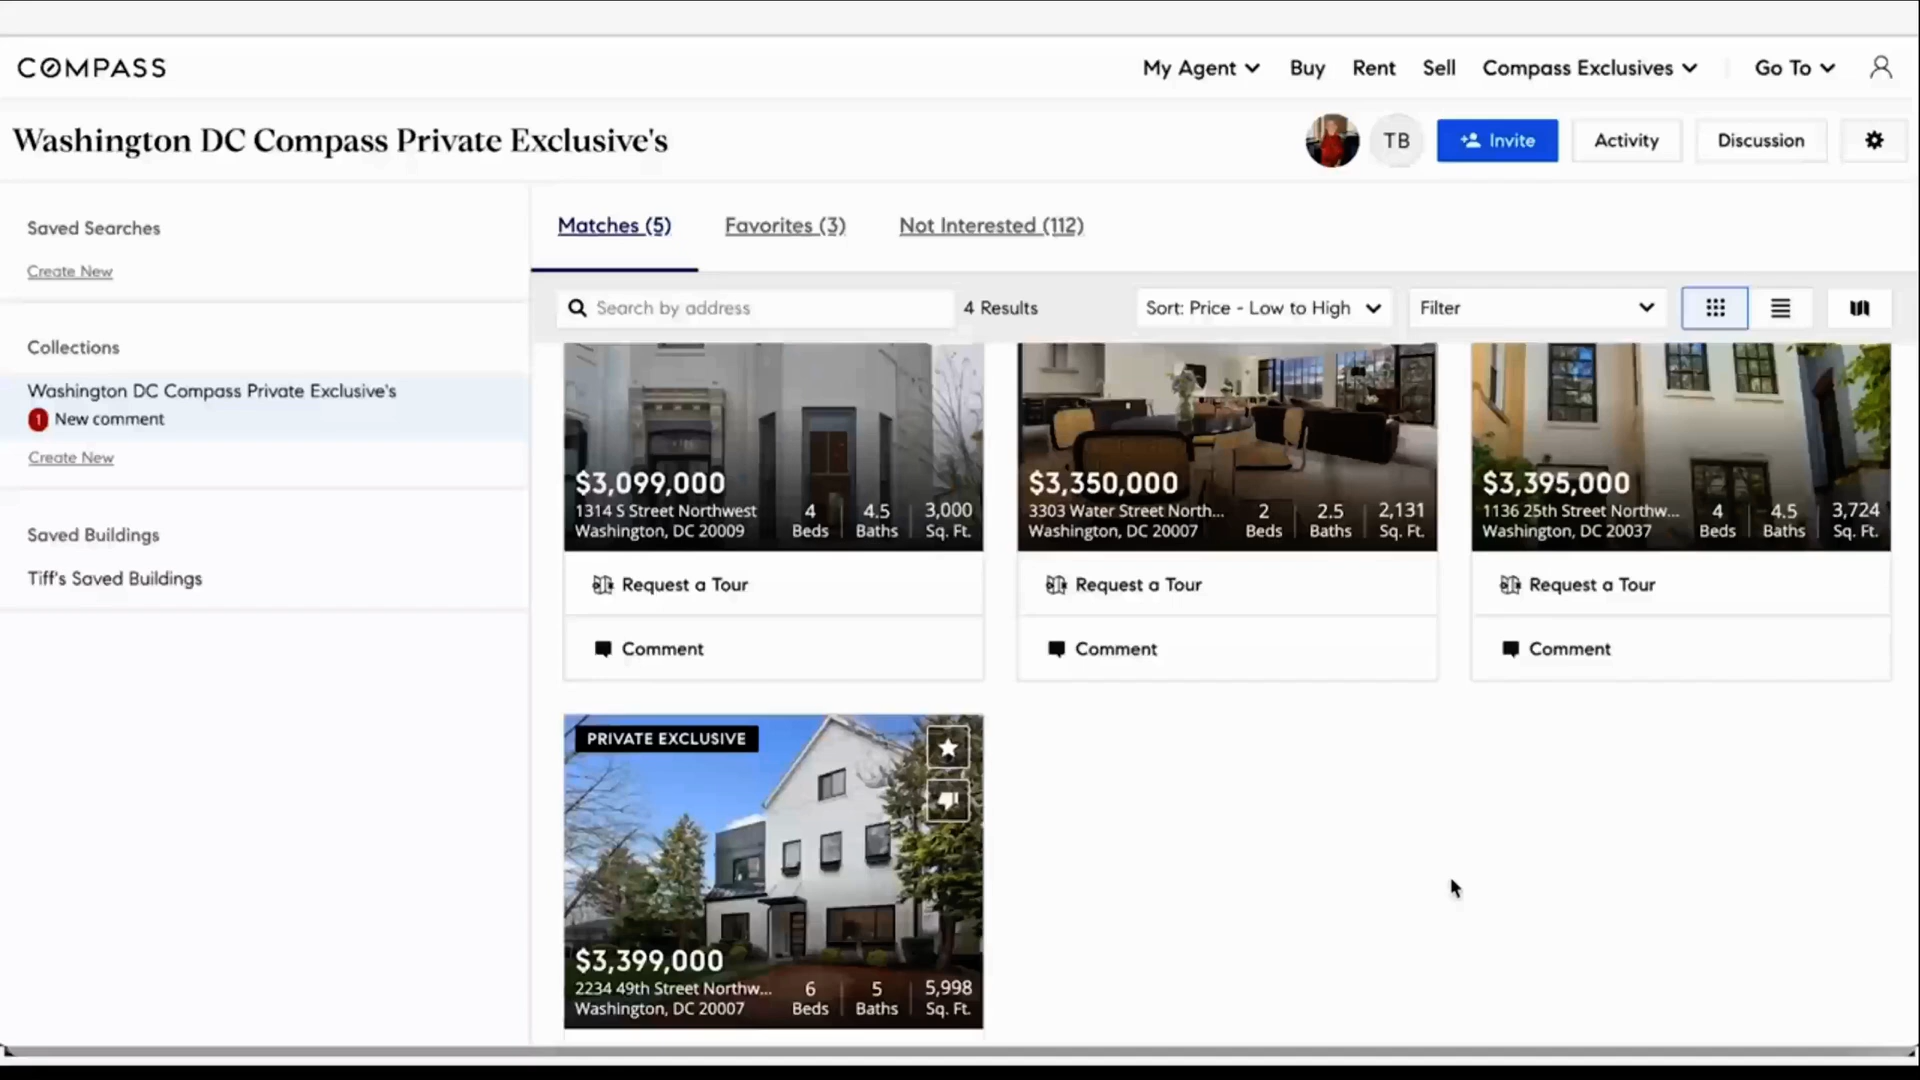 COMPASS
My Agent
Buy
Rent
Sell
Compass Exclusives
Go To
Washington DC Compass Private Exclusive's
TB
Invite
Activity
Discussion
Saved Searches
Create New
Collections
Washington DC Compass Private Exclusive's
1 New comment
Create New
Saved Buildings
Tiff's Saved Buildings
Matches (5)
Favorites (3)
Not Interested (112)
Search by address
4 Results
Sort: Price - Low to High
Filter
$3,099,000
1314 S Street Northwest
Washington, DC 20009
4 Beds
4.5 Baths
3,000 Sq. Ft.
Request a Tour
Comment
$3,350,000
3303 Water Street North...
Washington, DC 20007
2 Beds
2.5 Baths
2,131 Sq. Ft.
Request a Tour
Comment
$3,395,000
1136 25th Street Northw...
Washington, DC 20037
4 Beds
4.5 Baths
3,724 Sq. Ft.
Request a Tour
Comment
PRIVATE EXCLUSIVE
$3,399,000
2234 49th Street Northw...
Washington, DC 20007
6 Beds
5 Baths
5,998 Sq. Ft.